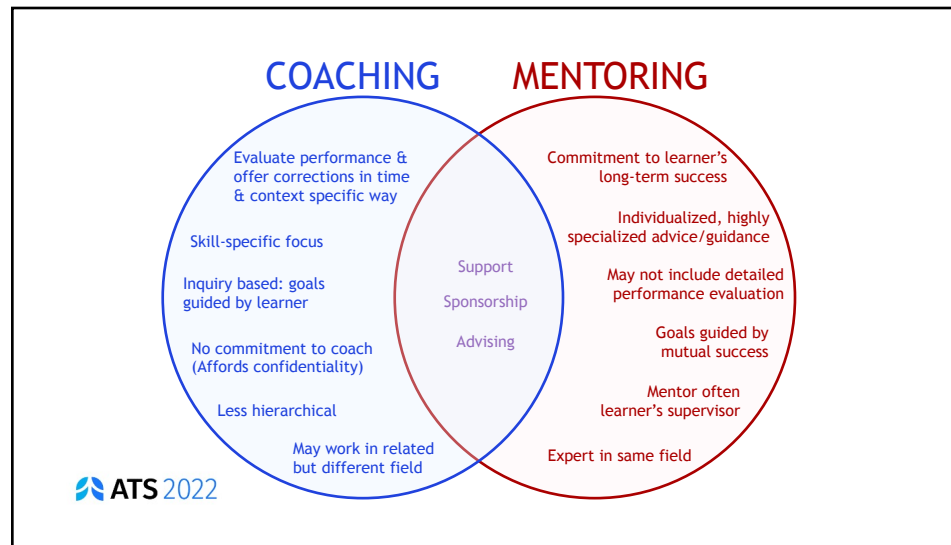 COACHING
MENTORING
Evaluate performance &
offer corrections in time
& context specific way
Skill-specific focus
Inquiry based: goals
guided by learner
No commitment to coach
(Affords confidentiality)
Less hierarchical
May work in related
but different field
Support
Sponsorship
Advising
Commitment to learner's
long-term success
Individualized, highly
specialized advice/guidance
May not include detailed
performance evaluation
Goals guided by
mutual success
Mentor often
learner's supervisor
Expert in same field
ATS 2022